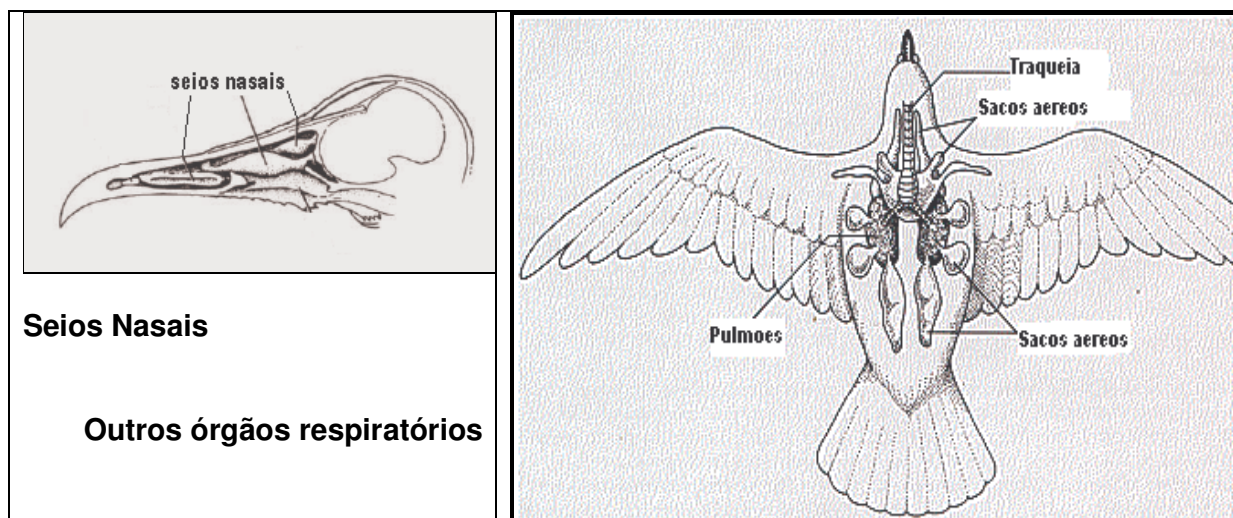 seios nasais
Seios Nasais
Outros órgãos respiratórios
Traqueia
Sacos aereos
Pulmoes
Sacos aereos